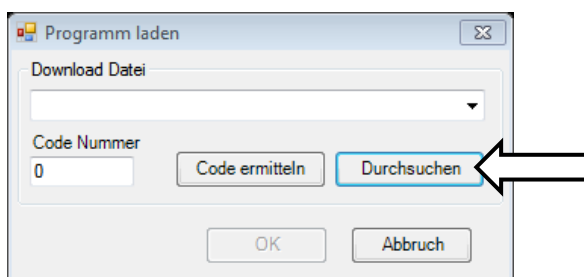 Programm laden
Download Datei
Code Nummer
0
Code ermitteln
Durchsuchen
OK
Abbruch